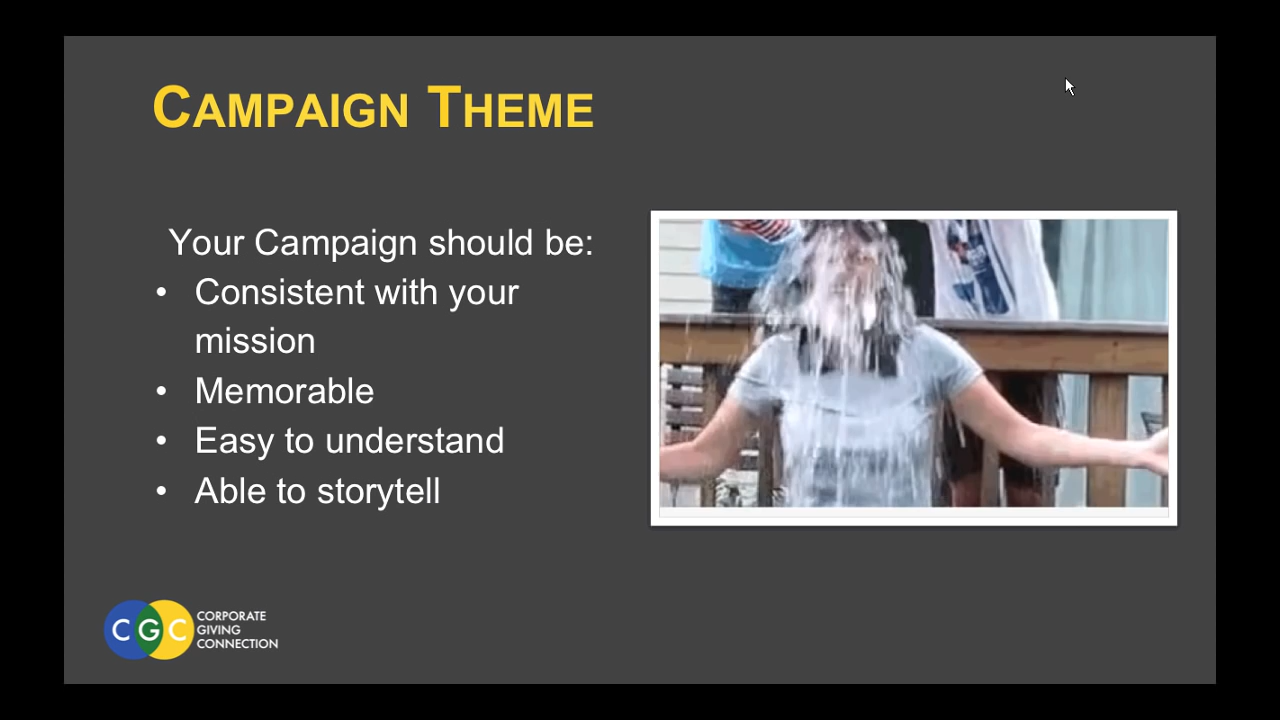 CAMPAIGN THEME
Your Campaign should be:
• Consistent with your
mission
• Memorable
• Easy to understand
• Able to storytell
CGC
CORPORATE
GIVING
CONNECTION